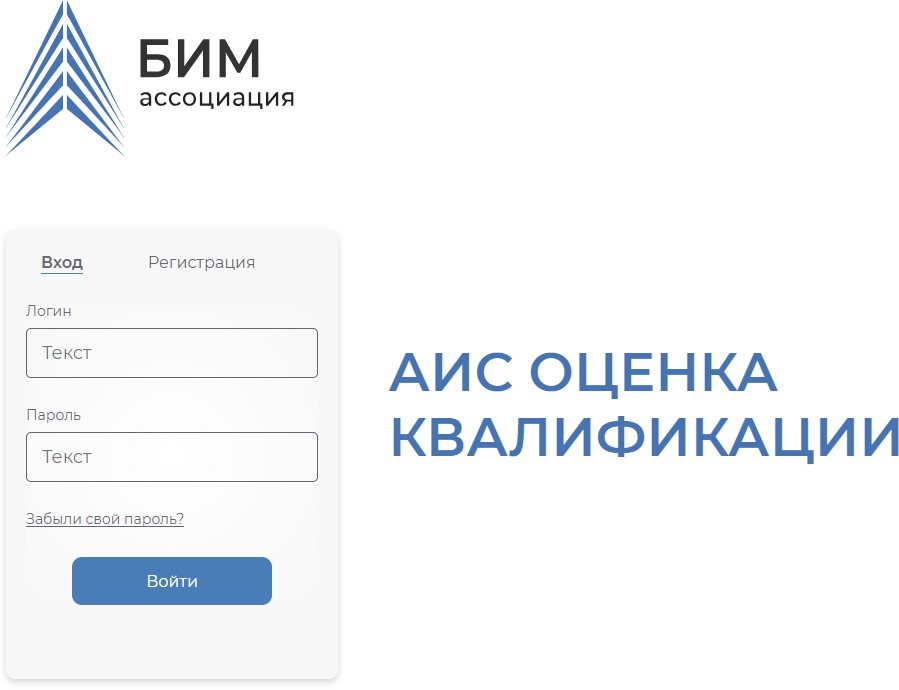 БИМ
ассоциация
Вход Регистрация
Логин
Текст
Пароль
Текст
Забыли свой пароль?
Войти
АИС ОЦЕНКА
КВАЛИФИКАЦИИ